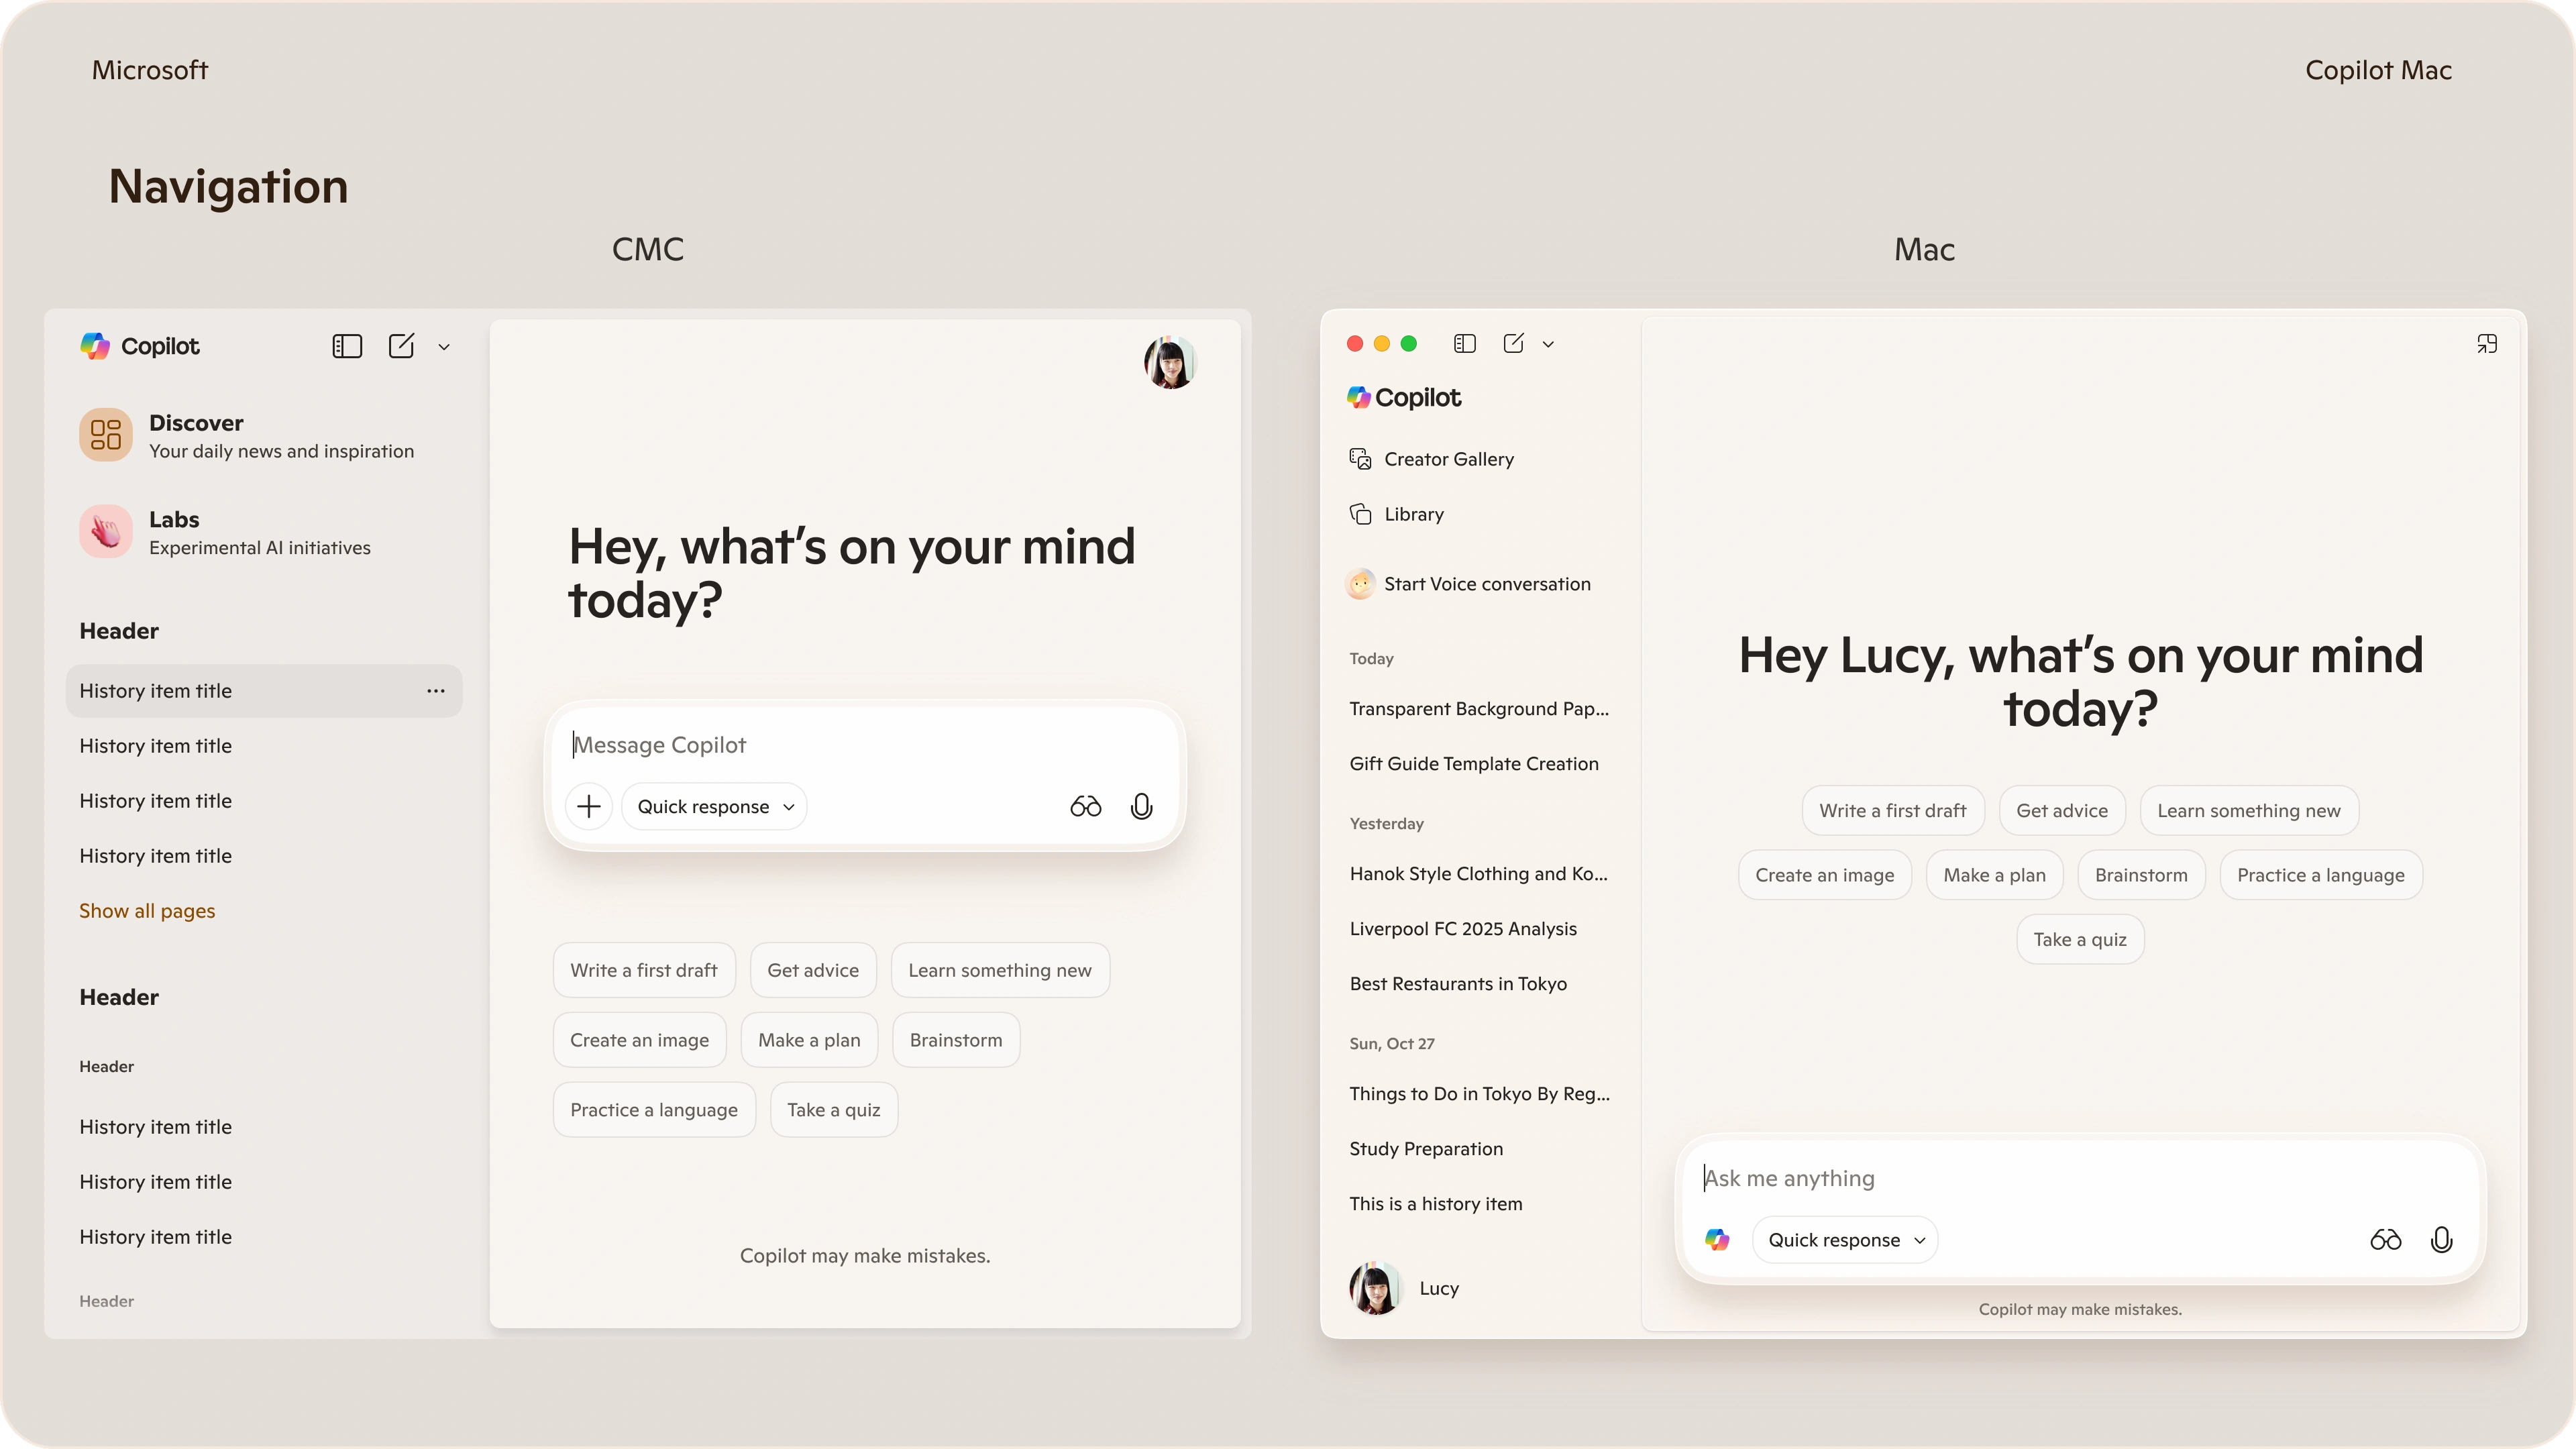 Microsoft
Copilot Mac
Navigation
CMC
Mac
Copilot
Discover
Your daily news and inspiration
Labs
Experimental AI initiatives
Header
History item title
History item title
History item title
History item title
Show all pages
Header
Header
History item title
History item title
History item title
Header
Hey, what’s on your mind
today?
Message Copilot
Quick response
Write a first draft
Get advice
Learn something new
Create an image
Make a plan
Brainstorm
Practice a language
Take a quiz
Copilot may make mistakes.
Copilot
Creator Gallery
Library
Start Voice conversation
Today
Transparent Background Pap...
Gift Guide Template Creation
Yesterday
Hanok Style Clothing and Ko...
Liverpool FC 2025 Analysis
Best Restaurants in Tokyo
Sun, Oct 27
Things to Do in Tokyo By Reg...
Study Preparation
This is a history item
Lucy
Hey Lucy, what’s on your mind
today?
Write a first draft
Get advice
Learn something new
Create an image
Make a plan
Brainstorm
Practice a language
Take a quiz
Ask me anything
Quick response
Copilot may make mistakes.